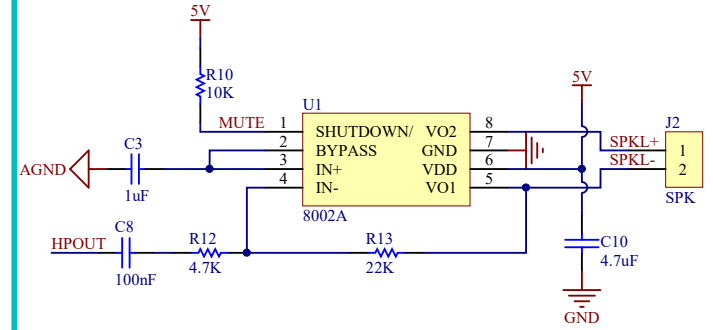 5V
R10
10K
U1
5V
MUTE 1 SHUTDOWN/ VO2 8
J2
C3
2 BYPASS GND 7
SPKL+ 1
AGND
3 IN+ VDD 6
SPKL- 2
1uF
4 IN- VO1 5
8002A
SPK
C8
HPOUT
R12
R13
C10
100nF
4.7K
22K
4.7uF
GND